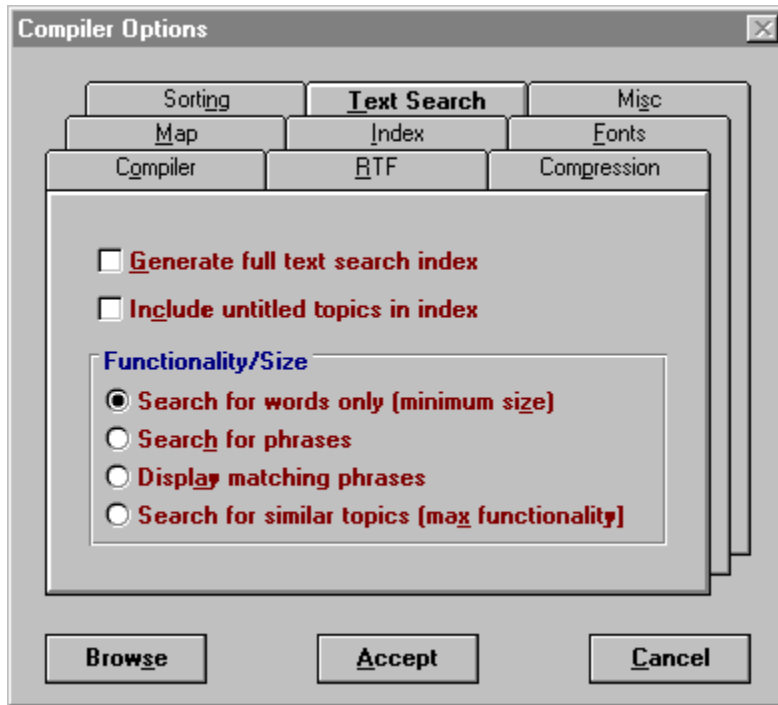 Compiler Options
Sorting Text Search Misc
Map Index Fonts
Compiler RTF Compression
Generate full text search index
Include untitled topics in index
Functionality/Size
Search for words only (minimum size)
Search for phrases
Display matching phrases
Search for similar topics (max functionality)
Browse Accept Cancel